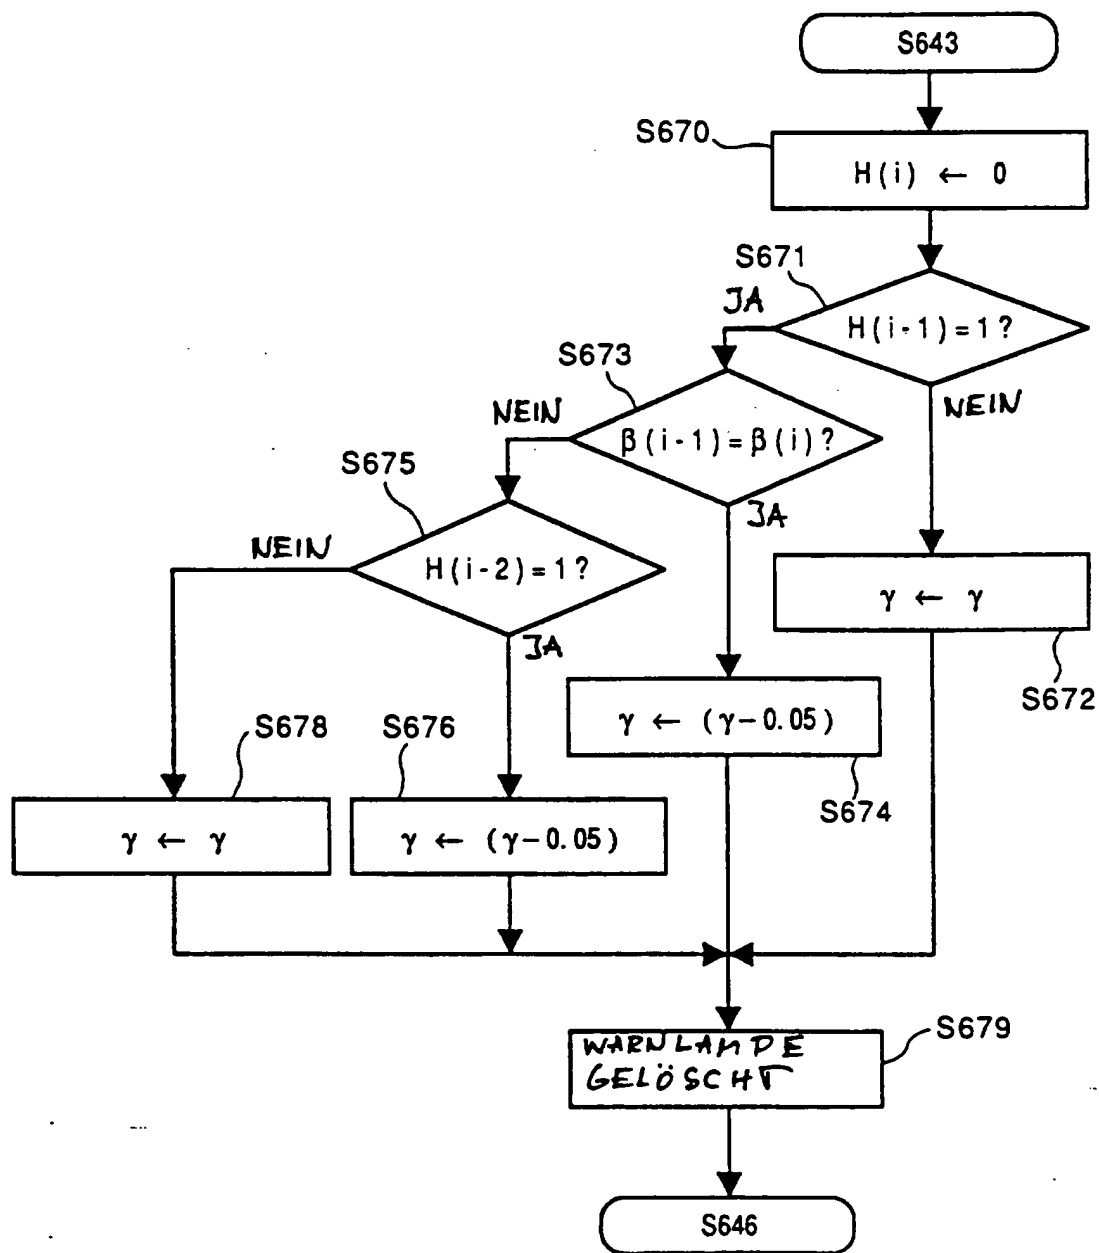 S643
S670
H(i) ← 0
S671
JA
H(i-1)=1?
S673
NEIN
NEIN
β(i-1)=β(i)?
S675
JA
NEIN
H(i-2)=1?
γ ← γ
JA
S672
γ ← (γ-0.05)
S678
S676
S674
γ ← γ
γ ← (γ-0.05)
S679
WARNLAMPE
GELÖSCHT
S646